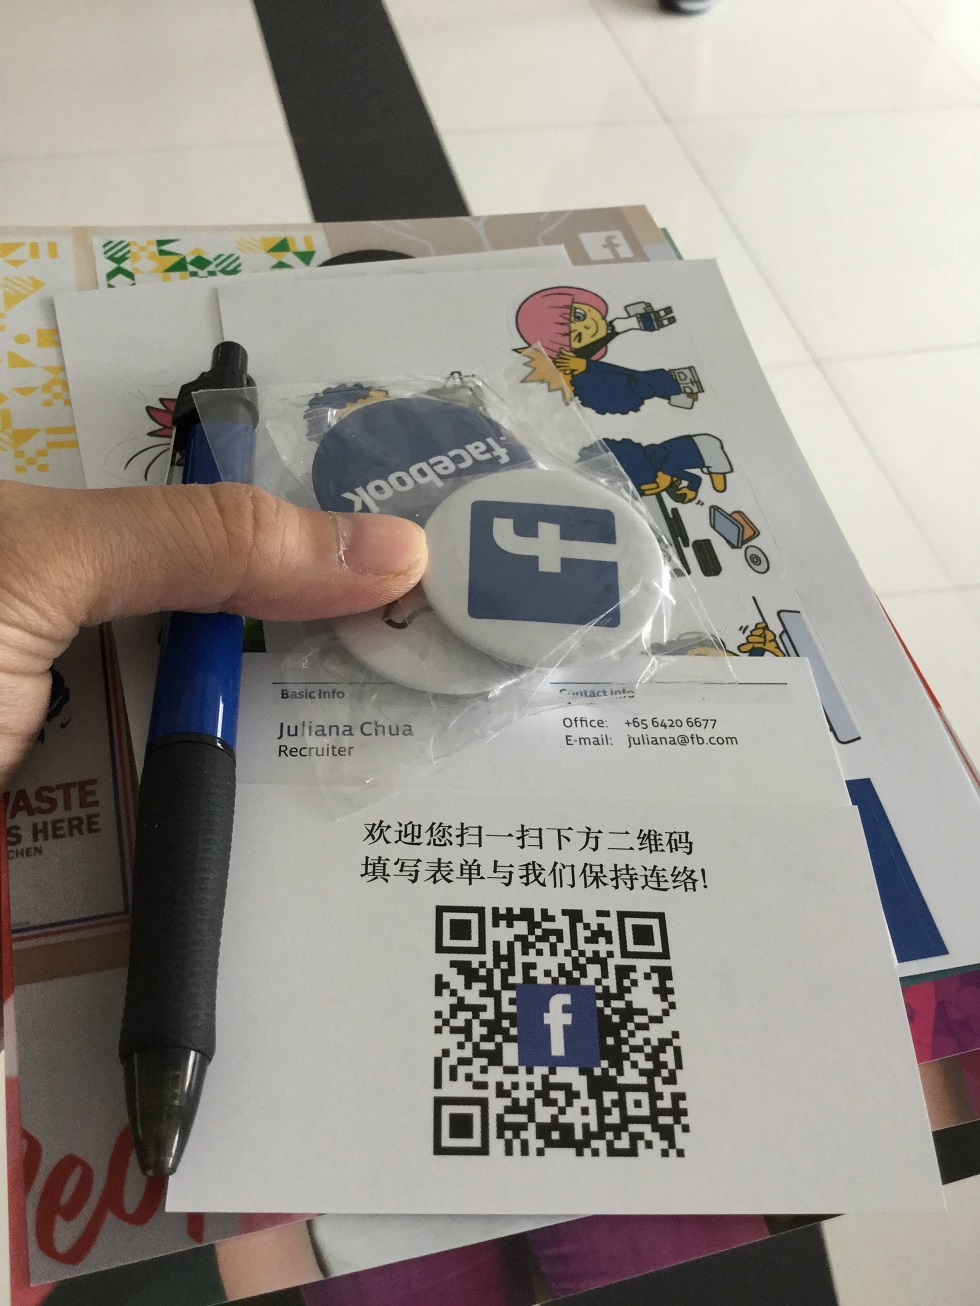 facebook
Basic Info
Contact Info
Juliana Chua
Recruiter
Office: +65 6420 6677
E-mail: juliana@fb.com
欢迎您扫一扫下方二维码
填写表单与我们保持连络!
HERE